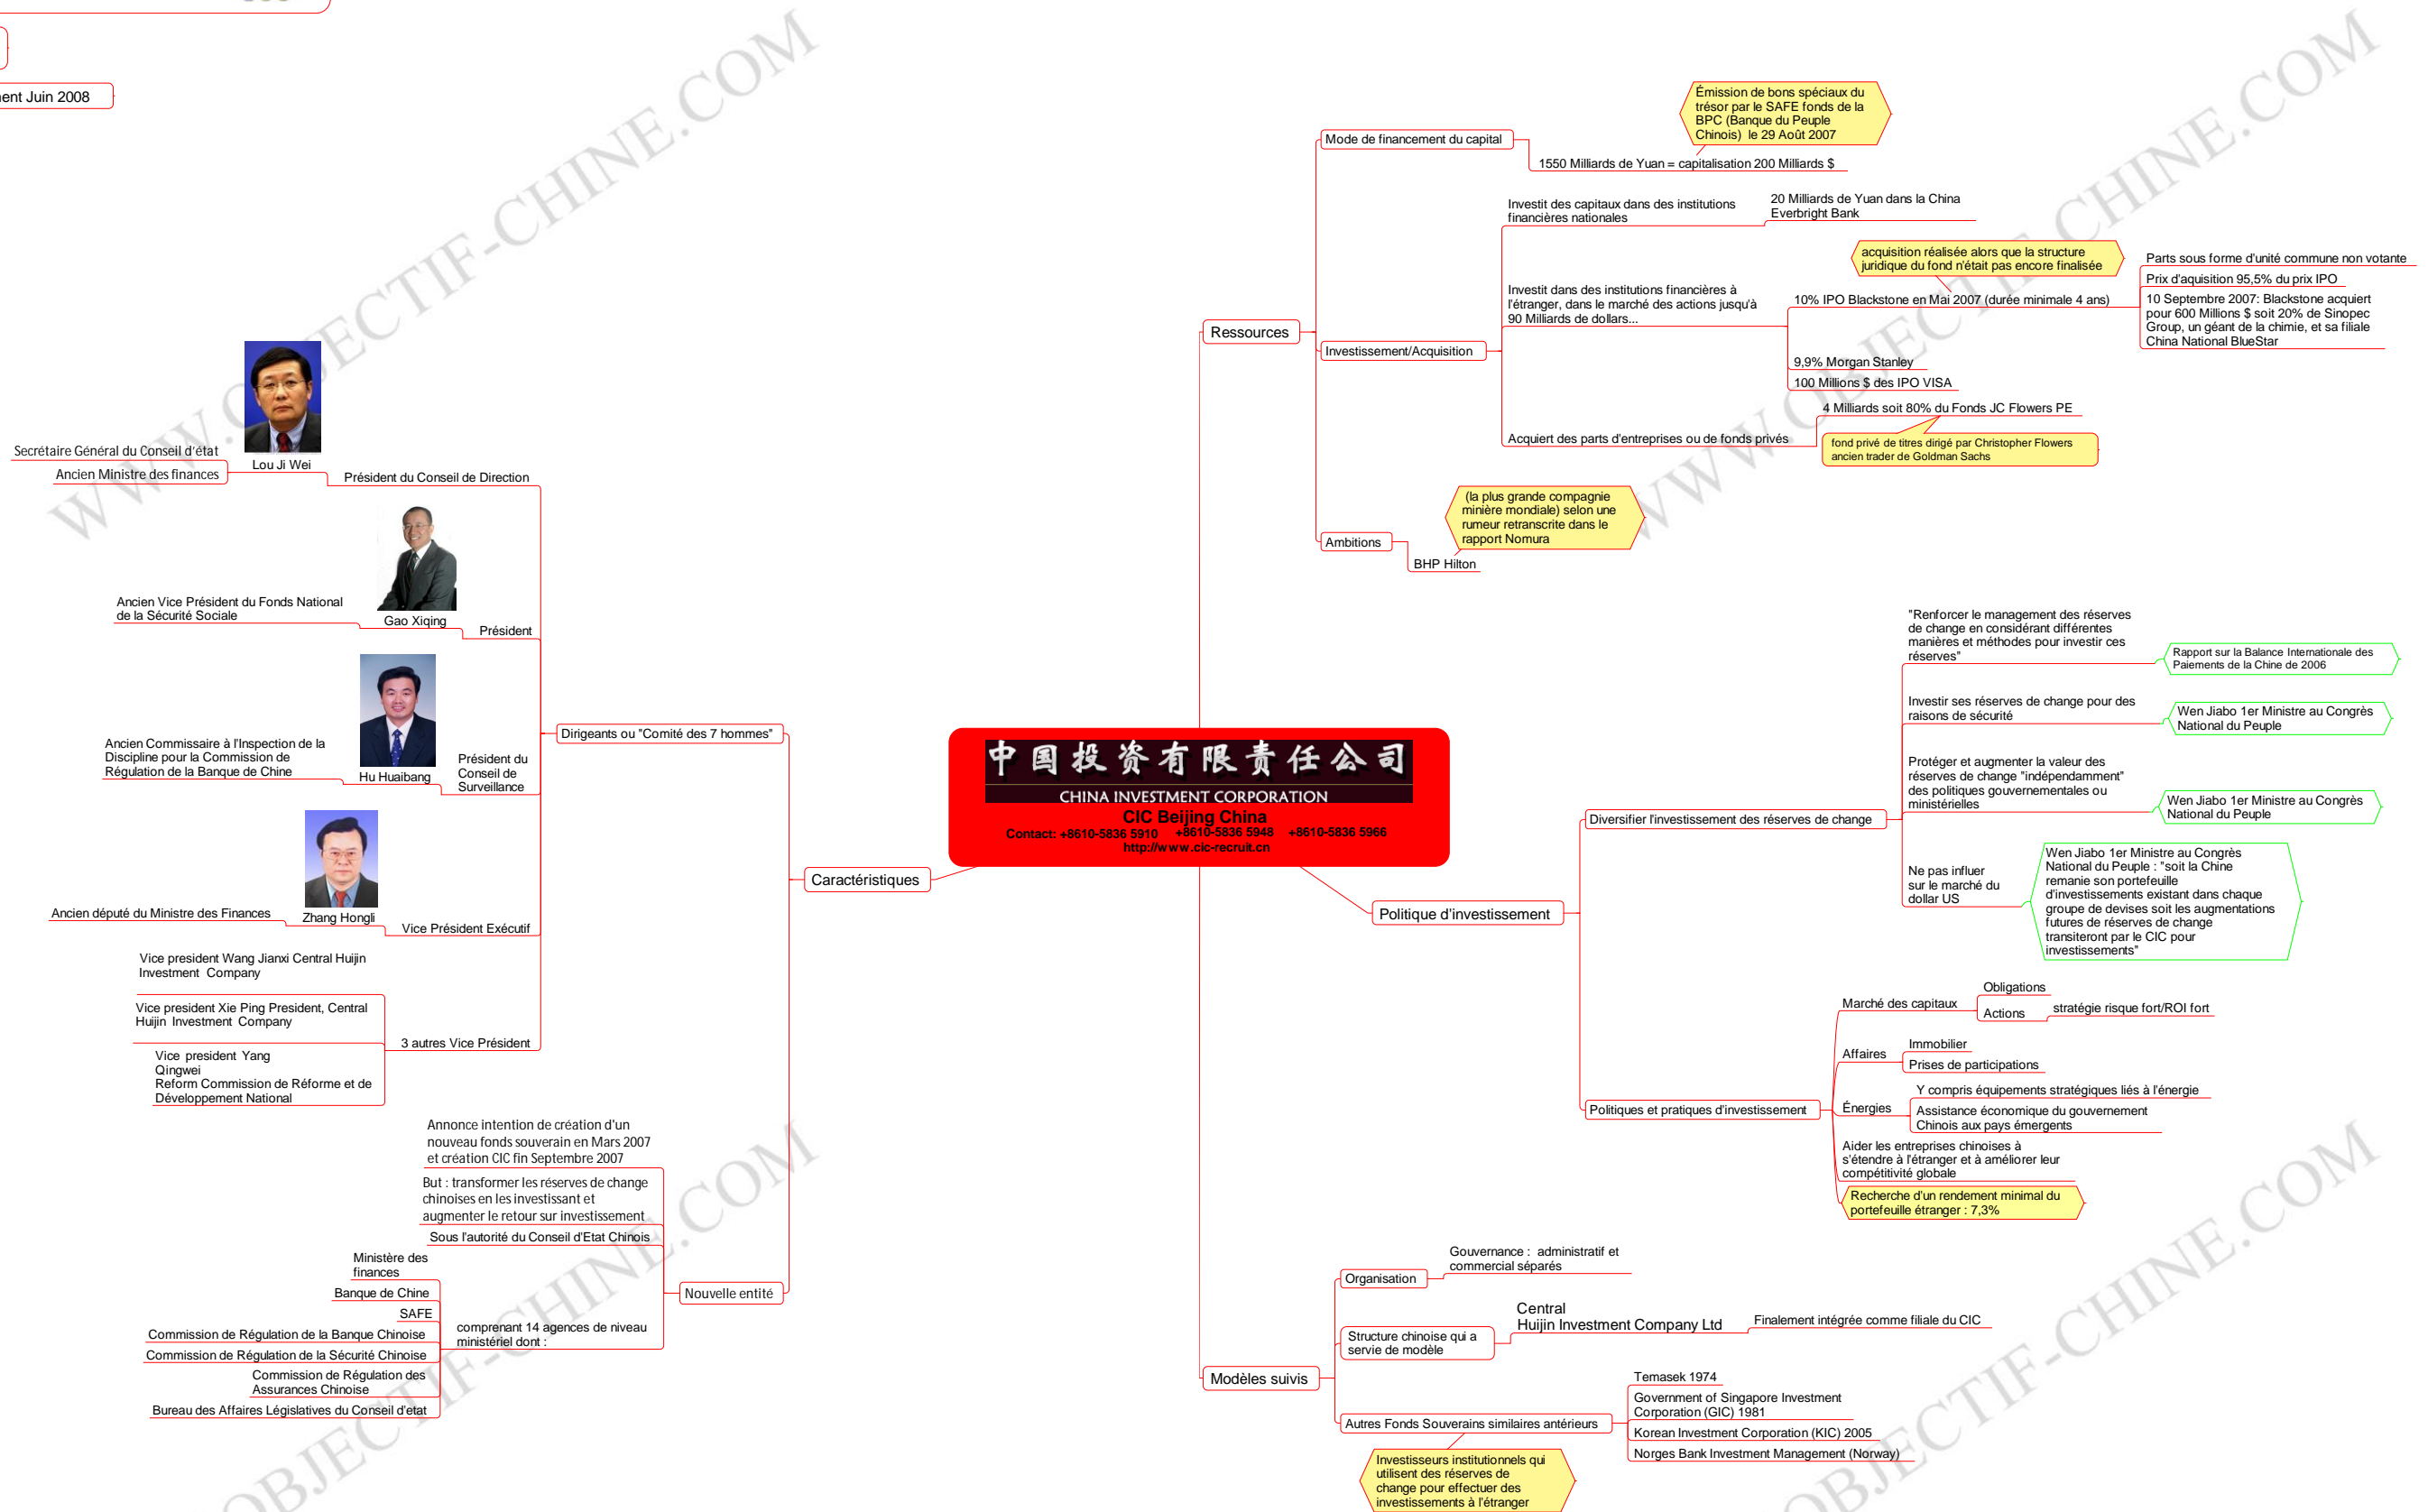 ent Juin 2008
WWW.OBJECTIF-CHINE.COM
WWW.OBJECTIF-CHINE.COM
中国投资有限责任公司
CHINA INVESTMENT CORPORATION
CIC Beijing China
Contact: +8610-5836 5910 +8610-5836 5948 +8610-5836 5966
http://www.cic-recruit.cn
Ressources
Mode de financement du capital
Émission de bons spéciaux du
trésor par le SAFE fonds de la
BPC (Banque du Peuple
Chinois) le 29 Août 2007
1550 Milliards de Yuan = capitalisation 200 Milliards $
Investissement/Acquisition
Investit des capitaux dans des institutions
financières nationales
20 Milliards de Yuan dans la China
Everbright Bank
Investit dans des institutions financières à
l'étranger, dans le marché des actions jusqu'à
90 Milliards de dollars...
acquisition réalisée alors que la structure
juridique du fond n'était pas encore finalisée
10% IPO Blackstone en Mai 2007 (durée minimale 4 ans)
Parts sous forme d'unité commune non votante
Prix d'aquisition 95,5% du prix IPO
10 Septembre 2007: Blackstone acquiert
pour 600 Millions $ soit 20% de Sinopec
Group, un géant de la chimie, et sa filiale
China National BlueStar
9,9% Morgan Stanley
100 Millions $ des IPO VISA
Acquiert des parts d'entreprises ou de fonds privés
4 Milliards soit 80% du Fonds JC Flowers PE
fond privé de titres dirigé par Christopher Flowers
ancien trader de Goldman Sachs
Ambitions
(la plus grande compagnie
minière mondiale) selon une
rumeur retranscrite dans le
rapport Nomura
BHP Hilton
Politique d'investissement
Diversifier l'investissement des réserves de change
"Renforcer le management des réserves
de change en considérant différentes
manières et méthodes pour investir ces
réserves"
Rapport sur la Balance Internationale des
Paiements de la Chine de 2006
Investir ses réserves de change pour des
raisons de sécurité
Wen Jiabo 1er Ministre au Congrès
National du Peuple
Protéger et augmenter la valeur des
réserves de change "indépendamment"
des politiques gouvernementales ou
ministérielles
Wen Jiabo 1er Ministre au Congrès
National du Peuple
Ne pas influer
sur le marché du
dollar US
Wen Jiabo 1er Ministre au Congrès
National du Peuple : "soit la Chine
remanie son portefeuille
d'investissements existant dans chaque
groupe de devises soit les augmentations
futures de réserves de change
transiteront par le CIC pour
investissements"
Politiques et pratiques d'investissement
Marché des capitaux
Obligations
Actions
stratégie risque fort/ROI fort
Affaires
Immobilier
Prises de participations
Énergies
Y compris équipements stratégiques liés à l'énergie
Assistance économique du gouvernement
Chinois aux pays émergents
Aider les entreprises chinoises à
s'étendre à l'étranger et à améliorer leur
compétitivité globale
Recherche d'un rendement minimal du
portefeuille étranger : 7,3%
Modèles suivis
Organisation
Gouvernance : administratif et
commercial séparés
Structure chinoise qui a
servie de modèle
Central
Huijin Investment Company Ltd
Finalement intégrée comme filiale du CIC
Autres Fonds Souverains similaires antérieurs
Temasek 1974
Government of Singapore Investment
Corporation (GIC) 1981
Korean Investment Corporation (KIC) 2005
Norges Bank Investment Management (Norway)
Investisseurs institutionnels qui
utilisent des réserves de
change pour effectuer des
investissements à l'étranger
Caractéristiques
Dirigeants ou "Comité des 7 hommes"
Président du Conseil de Direction
Lou Ji Wei
Secrétaire Général du Conseil d'état
Ancien Ministre des finances
Président
Gao Xiqing
Ancien Vice Président du Fonds National
de la Sécurité Sociale
Président du
Conseil de
Surveillance
Hu Huaibang
Ancien Commissaire à l'Inspection de la
Discipline pour la Commission de
Régulation de la Banque de Chine
Vice Président Exécutif
Zhang Hongli
Ancien député du Ministre des Finances
3 autres Vice Président
Vice president Wang Jianxi Central Huijin
Investment Company
Vice president Xie Ping President, Central
Huijin Investment Company
Vice president Yang
Qingwei
Reform Commission de Réforme et de
Développement National
Nouvelle entité
Annonce intention de création d'un
nouveau fonds souverain en Mars 2007
et création CIC fin Septembre 2007
But : transformer les réserves de change
chinoises en les investissant et
augmenter le retour sur investissement
Sous l'autorité du Conseil d'Etat Chinois
comprenant 14 agences de niveau
ministériel dont :
Ministère des
finances
Banque de Chine
SAFE
Commission de Régulation de la Banque Chinoise
Commission de Régulation de la Sécurité Chinoise
Commission de Régulation des
Assurances Chinoise
Bureau des Affaires Législatives du Conseil d'etat
OBJECTIF-CHINE.COM
OBJECTIF-CHINE.COM